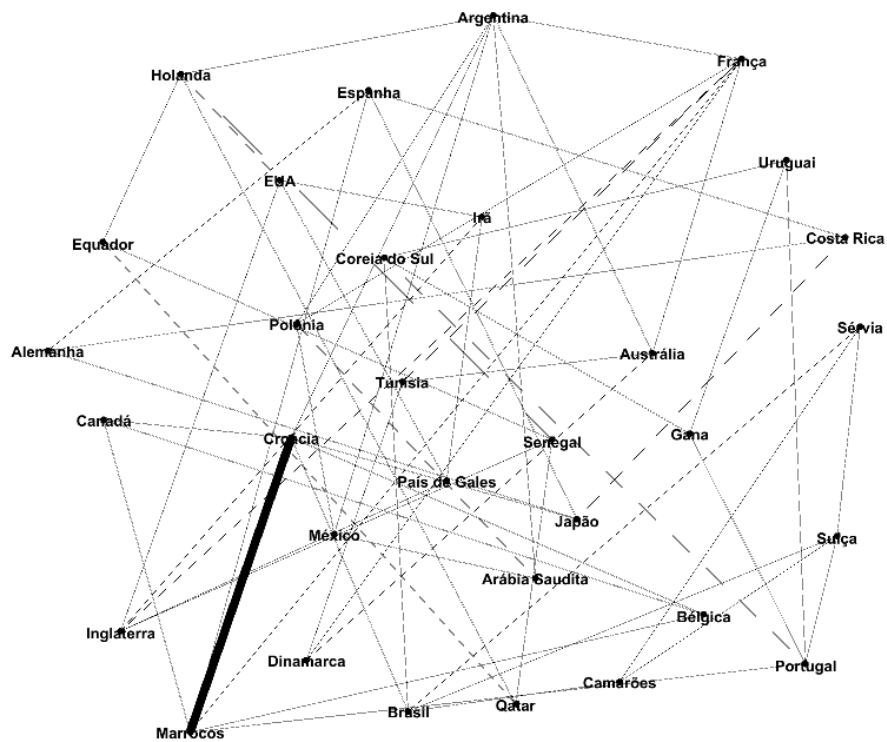 Argentina
França
Holanda
Espanha
Uruguai
EUA
Irã
Equador
Coreia do Sul
Costa Rica
Polônia
Sérvia
Alemanha
Austrália
Tunísia
Canadá
Croácia
Senegal
Gana
País de Gales
Japão
México
Suíça
Arábia Saudita
Bélgica
Inglaterra
Dinamarca
Portugal
Camarões
Brasil
Qatar
Marrocos